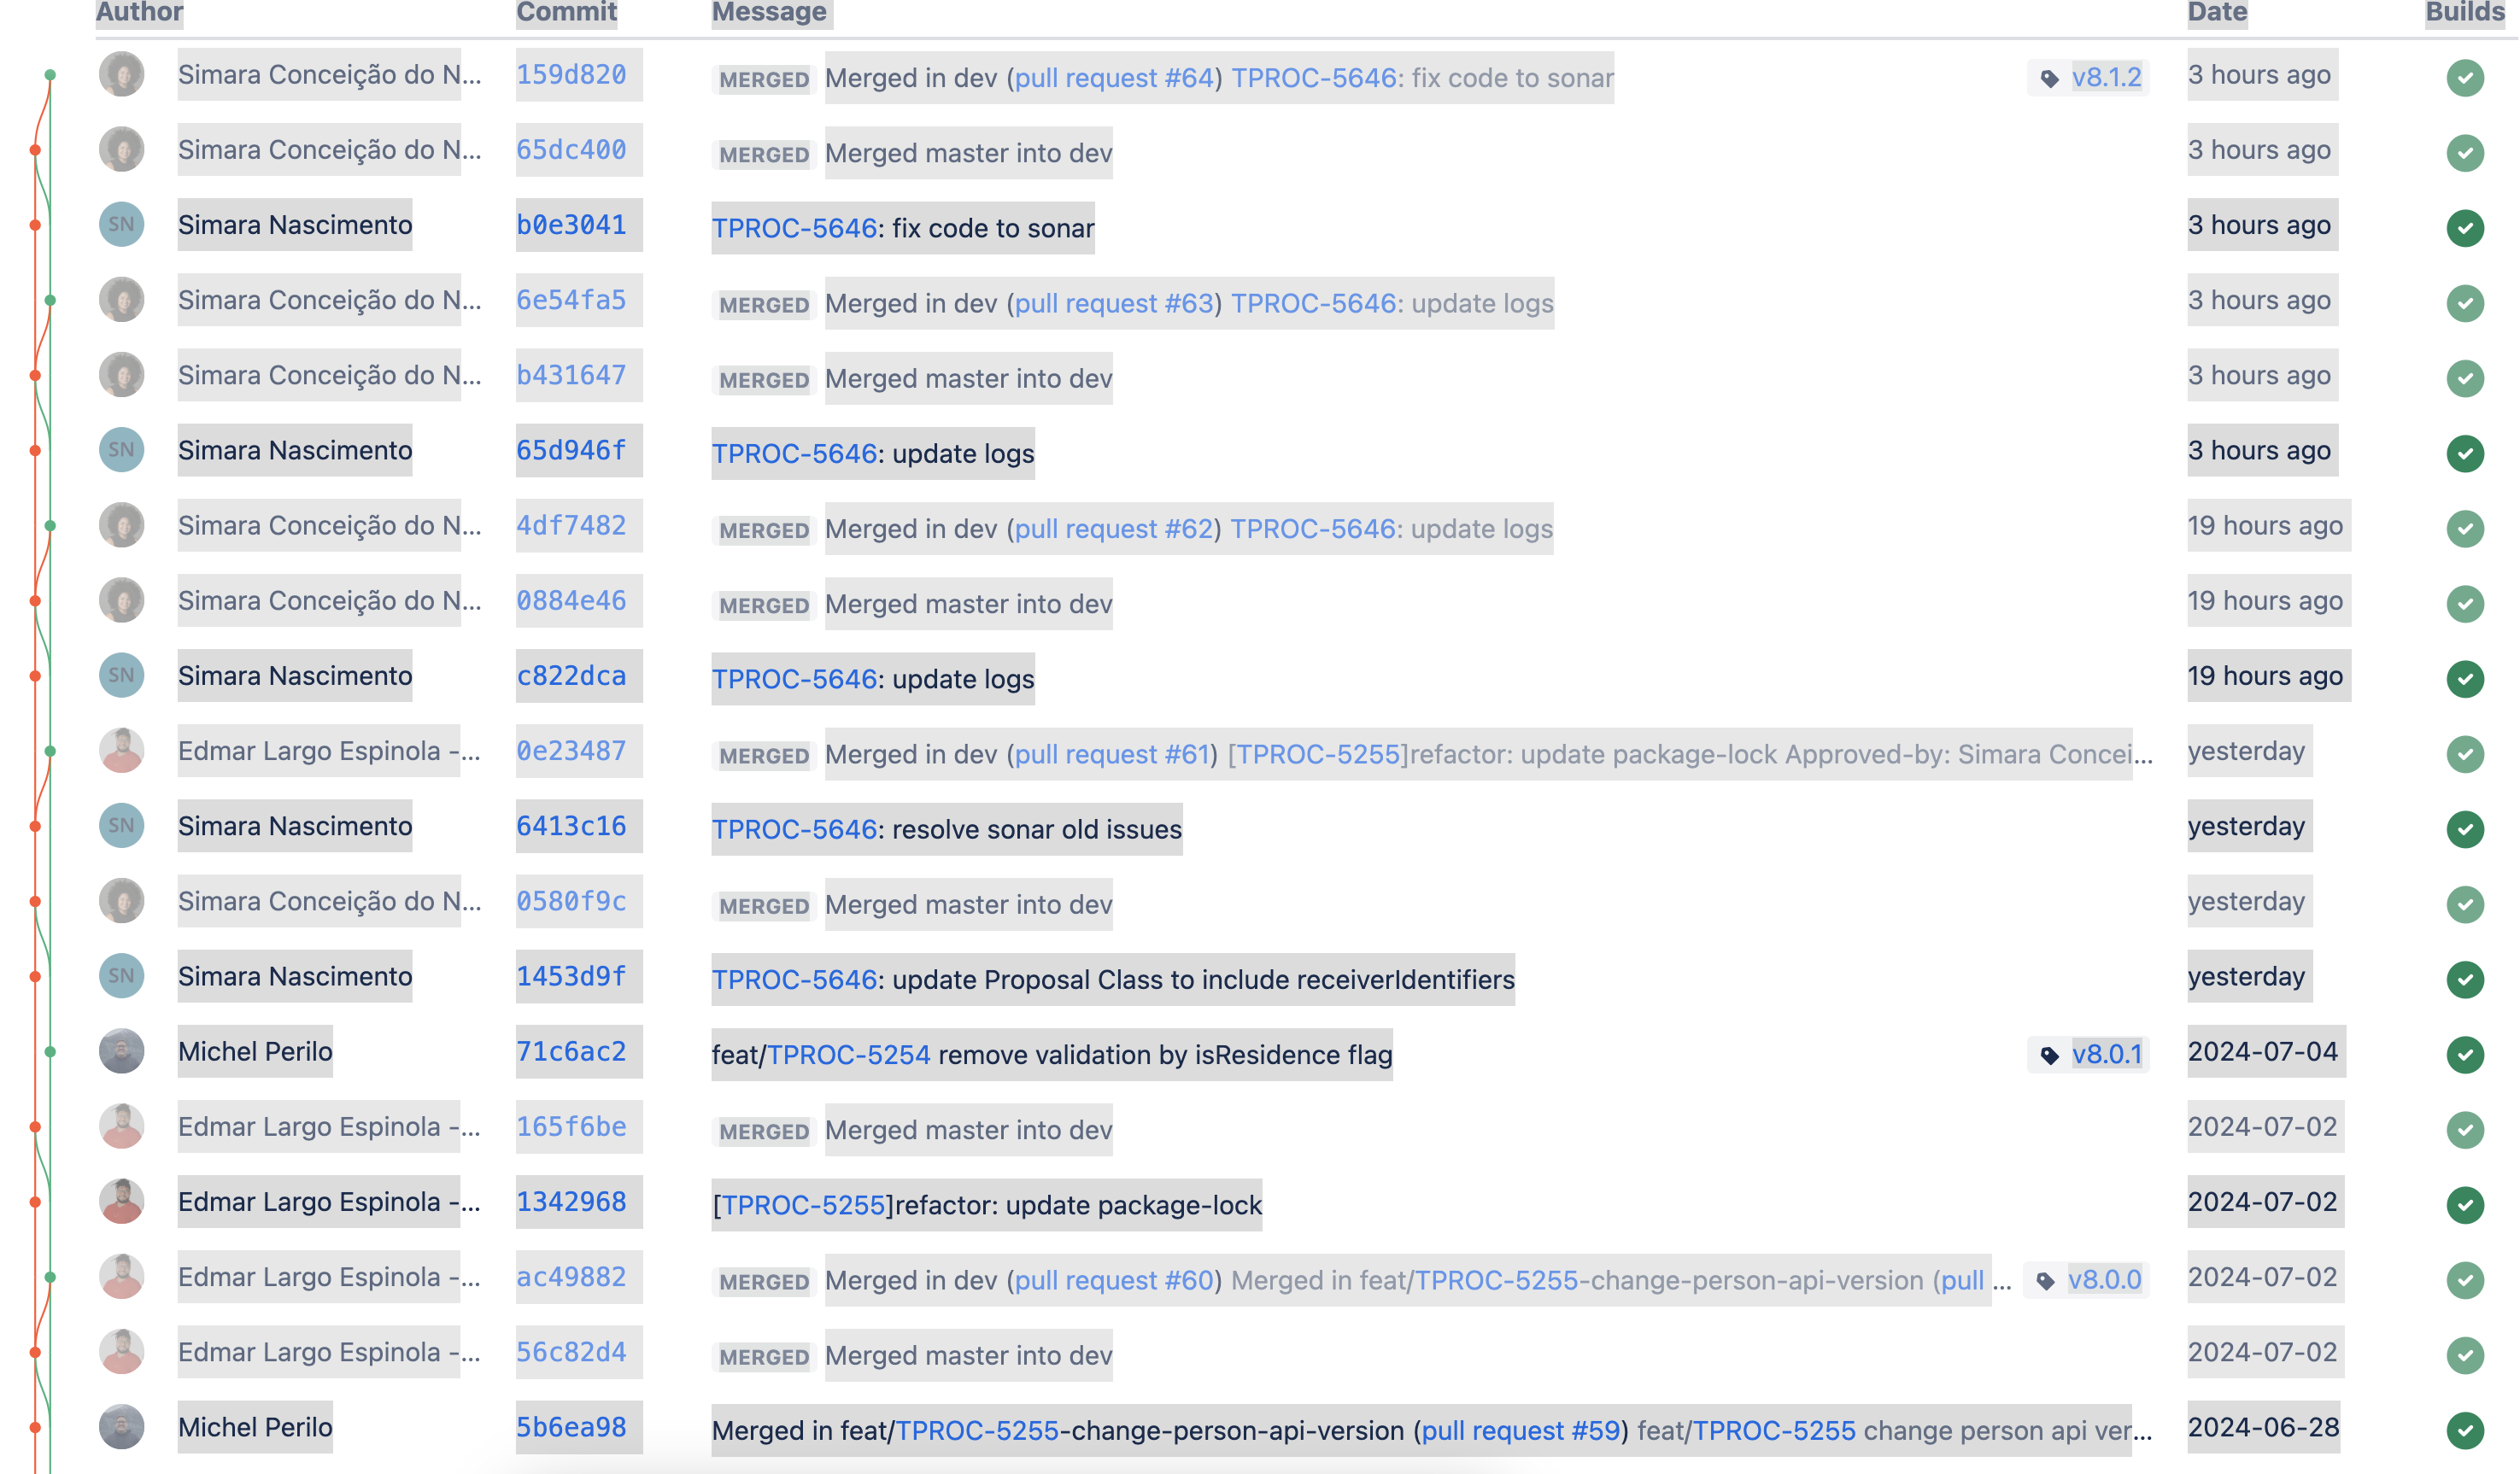 Author Commit Message Date Builds
Simara Conceição do N... 159d820 MERGED Merged in dev (pull request #64) TPROC-5646: fix code to sonar v8.1.2 3 hours ago
Simara Conceição do N... 65dc400 MERGED Merged master into dev 3 hours ago
SN Simara Nascimento b0e3041 TPROC-5646: fix code to sonar 3 hours ago
Simara Conceição do N... 6e54fa5 MERGED Merged in dev (pull request #63) TPROC-5646: update logs 3 hours ago
Simara Conceição do N... b431647 MERGED Merged master into dev 3 hours ago
SN Simara Nascimento 65d946f TPROC-5646: update logs 3 hours ago
Simara Conceição do N... 4df7482 MERGED Merged in dev (pull request #62) TPROC-5646: update logs 19 hours ago
Simara Conceição do N... 0884e46 MERGED Merged master into dev 19 hours ago
SN Simara Nascimento c822dca TPROC-5646: update logs 19 hours ago
Edmar Largo Espinola -... 0e23487 MERGED Merged in dev (pull request #61) [TPROC-5255]refactor: update package-lock Approved-by: Simara Concei... yesterday
SN Simara Nascimento 6413c16 TPROC-5646: resolve sonar old issues yesterday
Simara Conceição do N... 0580f9c MERGED Merged master into dev yesterday
SN Simara Nascimento 1453d9f TPROC-5646: update Proposal Class to include receiverIdentifiers yesterday
Michel Perilo 71c6ac2 feat/TPROC-5254 remove validation by isResidence flag v8.0.1 2024-07-04
Edmar Largo Espinola -... 165f6be MERGED Merged master into dev 2024-07-02
Edmar Largo Espinola -... 1342968 [TPROC-5255]refactor: update package-lock 2024-07-02
Edmar Largo Espinola -... ac49882 MERGED Merged in dev (pull request #60) Merged in feat/TPROC-5255-change-person-api-version (pull ... v8.0.0 2024-07-02
Edmar Largo Espinola -... 56c82d4 MERGED Merged master into dev 2024-07-02
Michel Perilo 5b6ea98 Merged in feat/TPROC-5255-change-person-api-version (pull request #59) feat/TPROC-5255 change person api ver... 2024-06-28